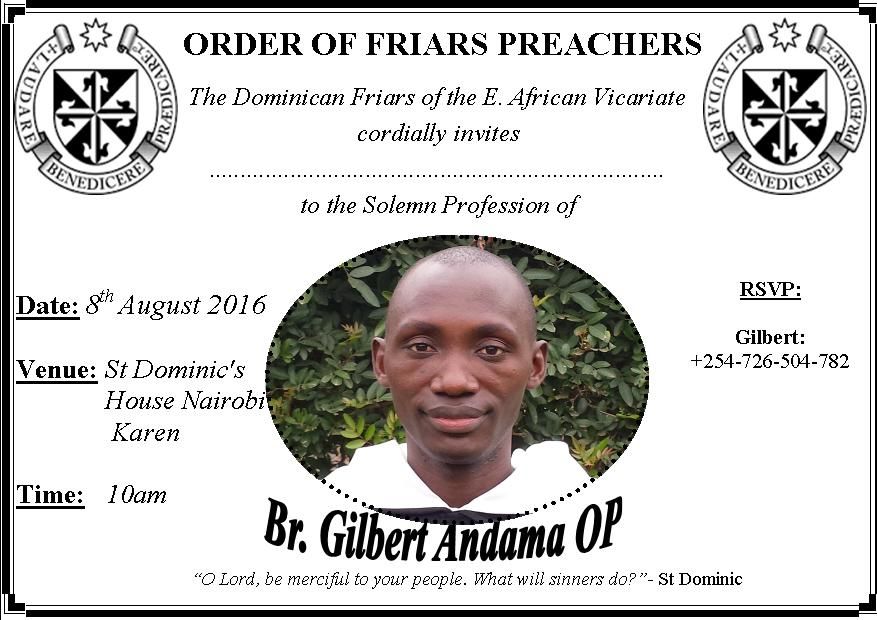 ORDER OF FRIARS PREACHERS
LAUDARE BENEDICERE PRÆDICARE
LAUDARE BENEDICERE PRÆDICARE
The Dominican Friars of the E. African Vicariate
cordially invites
...........................................................................
to the Solemn Profession of
Date: 8th August 2016
Venue: St Dominic's
House Nairobi
Karen
Time: 10am
RSVP:
Gilbert:
+254-726-504-782
Br. Gilbert Andama OP
“O Lord, be merciful to your people. What will sinners do?”- St Dominic